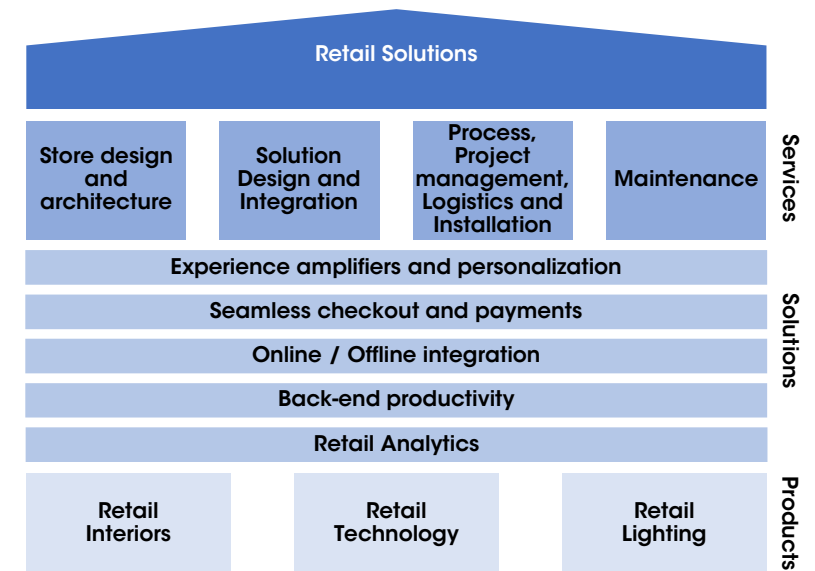 Retail Solutions
Store design
and
architecture
Solution
Design and
Integration
Process,
Project
management,
Logistics and
Installation
Maintenance
Services
Experience amplifiers and personalization
Seamless checkout and payments
Online / Offline integration
Back-end productivity
Retail Analytics
Solutions
Retail
Interiors
Retail
Technology
Retail
Lighting
Products